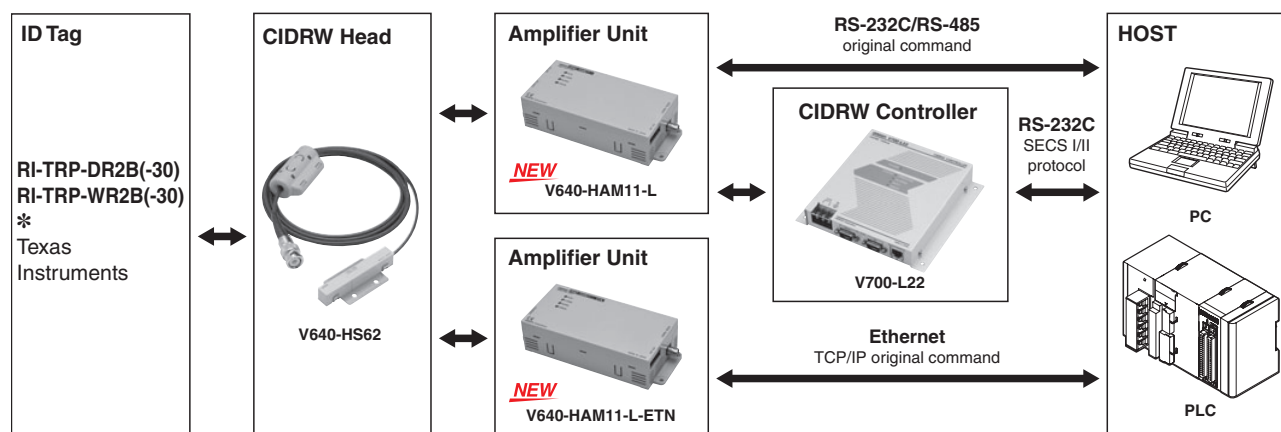 ID Tag
RI-TRP-DR2B(-30)
RI-TRP-WR2B(-30)
*
Texas
Instruments
CIDRW Head
V640-HS62
Amplifier Unit
NEW
V640-HAM11-L
Amplifier Unit
NEW
V640-HAM11-L-ETN
RS-232C/RS-485
original command
CIDRW Controller
V700-L22
RS-232C
SECS I/II
protocol
Ethernet
TCP/IP original command
HOST
PC
PLC